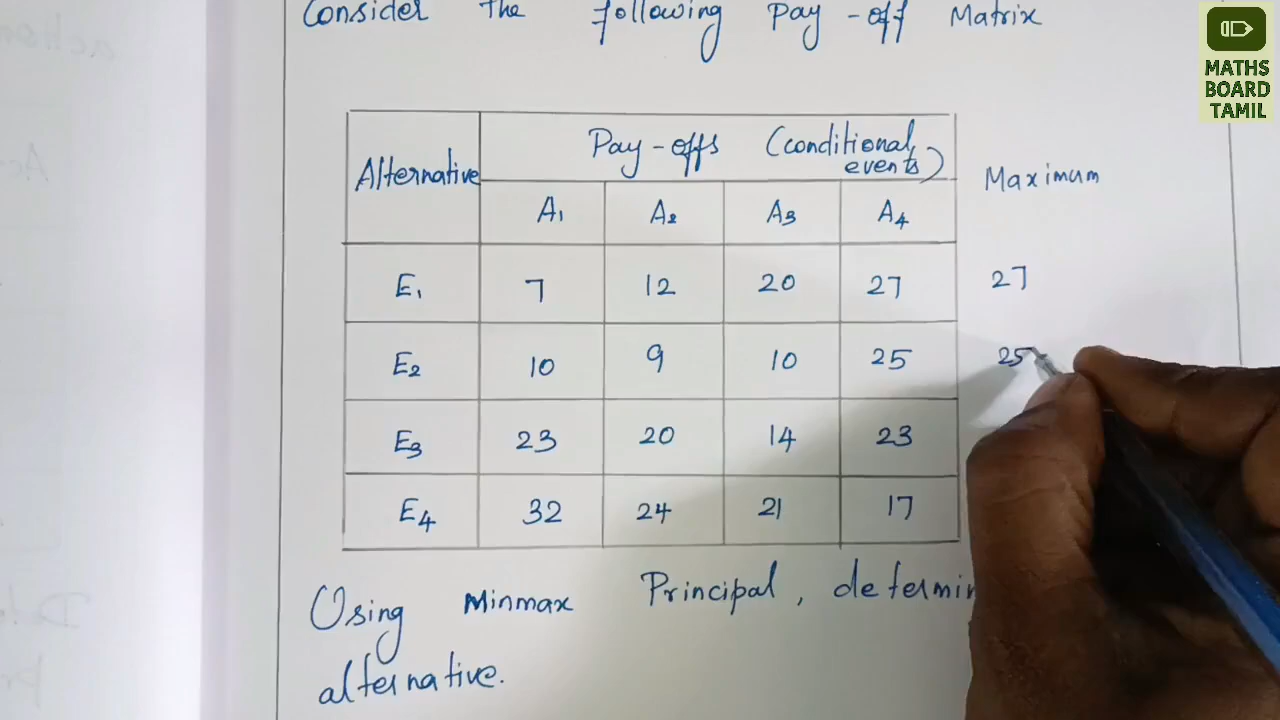 Consider the following Pay-off Matrix
MATHS
BOARD
TAMIL
Alternative Pay-offs (conditional events) Maximum
A1 A2 A3 A4
E1 7 12 20 27 27
E2 10 9 10 25 25
E3 23 20 14 23
E4 32 24 21 17
Using Minmax Principal,
alternative.